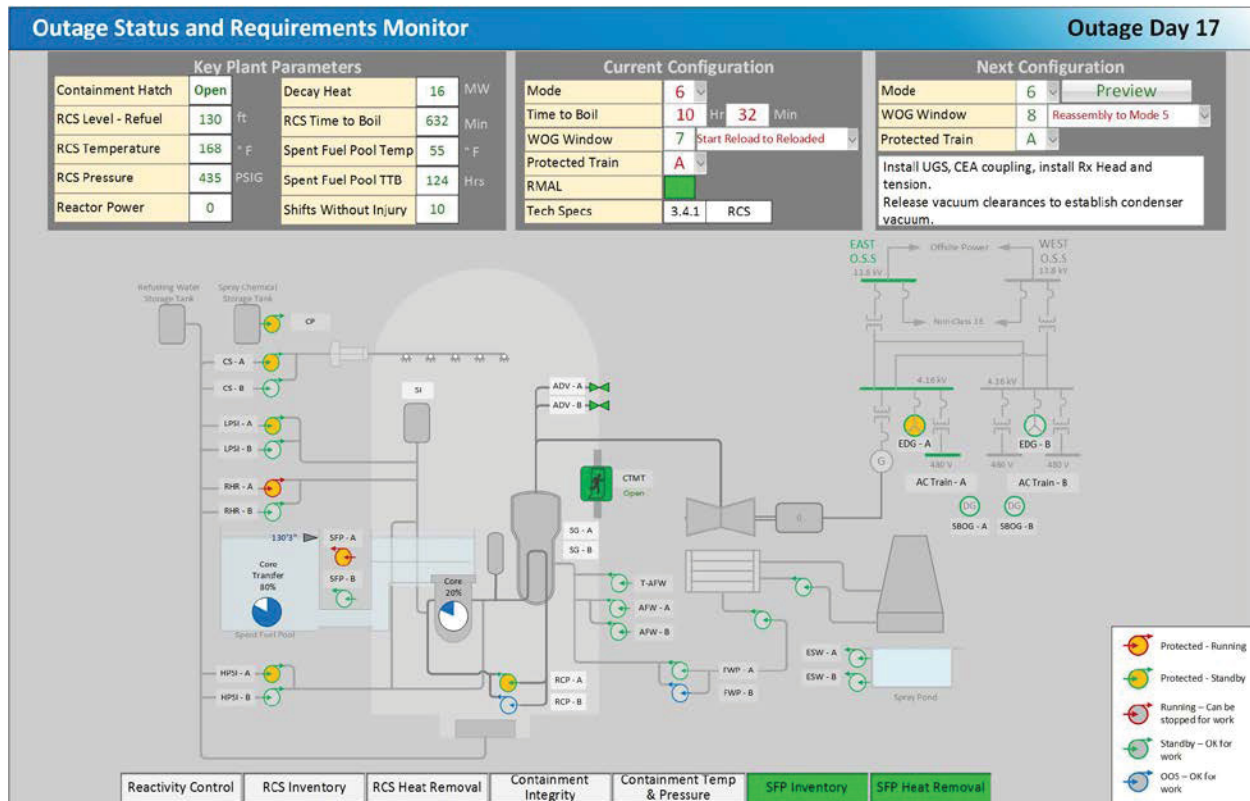 Outage Status and Requirements Monitor
Outage Day 17
Key Plant Parameters
Containment Hatch Open
RCS Level - Refuel 130 ft
RCS Temperature 168 ° F
RCS Pressure 435 PSIG
Reactor Power 0
Decay Heat 16 MW
RCS Time to Boil 632 Min
Spent Fuel Pool Temp 55 ° F
Spent Fuel Pool TTB 124 Hrs
Shifts Without Injury 10
Current Configuration
Mode 6
Time to Boil 10 Hr 32 Min
WOG Window 7 Start Reload to Reloaded
Protected Train A
RMAL
Tech Specs 3.4.1 RCS
Next Configuration
Mode 6 Preview
WOG Window 8 Reassembly to Mode 5
Protected Train A
Install UGS, CEA coupling, install Rx Head and
tension.
Release vacuum clearances to establish condenser
vacuum.
EAST
O.S.S
13.8 kV
Offsite Power
WEST
O.S.S
13.8 kV
Non-Class 1E
4.16 kV
4.16 kV
EDG - A
EDG - B
480 V
480 V
480 V
AC Train - A
AC Train - B
DG
DG
SBOG - A
SBOG - B
G
Refueling Water
Storage Tank
Spray Chemical
Storage Tank
CP
CS - A
CS - B
SI
ADV - A
ADV - B
LPSI - A
LPSI - B
RHR - A
RHR - B
CTMT
Open
130'3"
SFP - A
SFP - B
Core
Transfer
80%
Spent Fuel Pool
Core
20%
SG - A
SG - B
G
T-AFW
AFW - A
AFW - B
HPSI - A
HPSI - B
RCP - A
RCP - B
FWP - A
FWP - B
ESW - A
ESW - B
Spray Pond
Protected - Running
Protected - Standby
Running – Can be
stopped for work
Standby – OK for
work
OOS – OK for
work
Reactivity Control
RCS Inventory
RCS Heat Removal
Containment
Integrity
Containment Temp
& Pressure
SFP Inventory
SFP Heat Removal